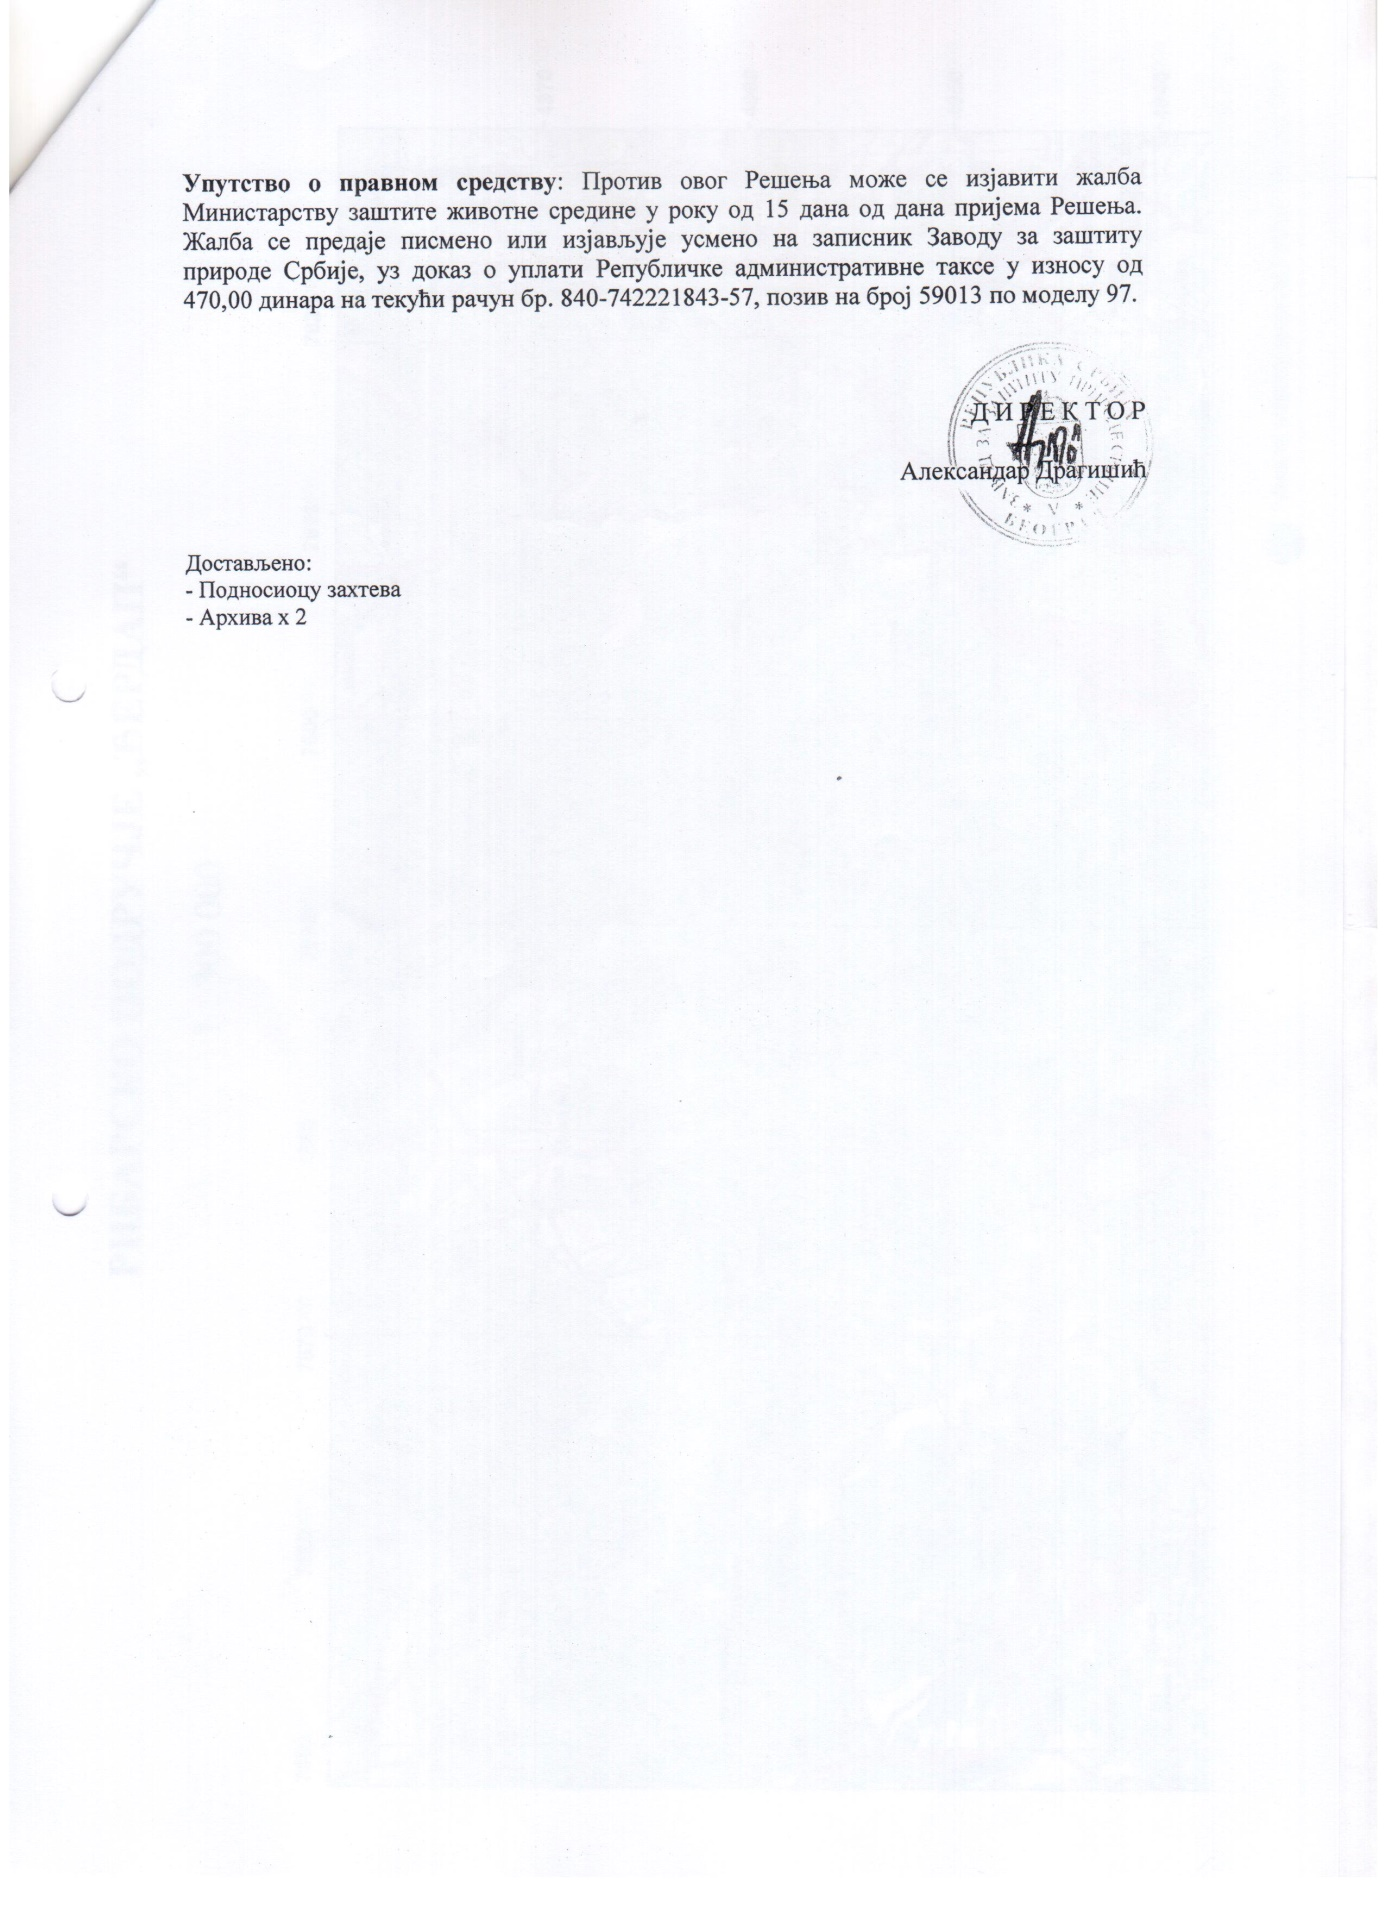 Упутство о правном средству: Против овог Решења може се изјавити жалба
Министарству заштите животне средине у року од 15 дана од дана пријема Решења.
Жалба се предаје писмено или изјављује усмено на записник Заводу за заштиту
природе Србије, уз доказ о уплати Републичке административне таксе у износу од
470,00 динара на текући рачун бр. 840-742221843-57, позив на број 59013 по моделу 97.
РЕПУБЛИКА
ДИРЕКТОР
Александар Драгишић
Достављено:
- Подносиоцу захтева
- Архива x 2